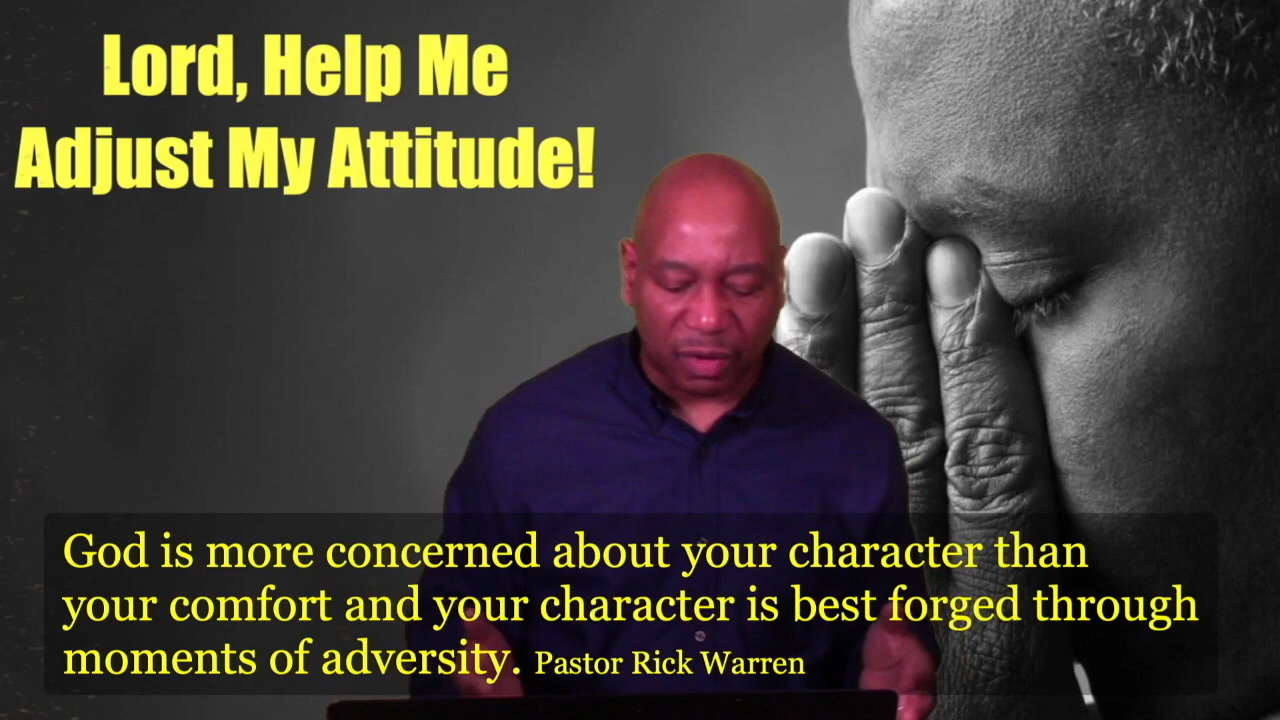 Lord, Help Me
Adjust My Attitude!
God is more concerned about your character than
your comfort and your character is best forged through
moments of adversity. Pastor Rick Warren